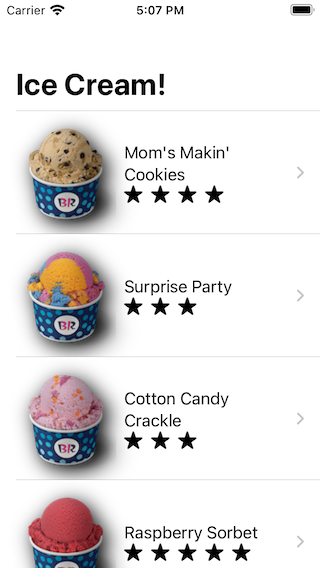 Carrier 5:07 PM
Ice Cream!
Mom's Makin'
Cookies
BR
Surprise Party
BR
Cotton Candy
Crackle
BR
Raspberry Sorbet
BR